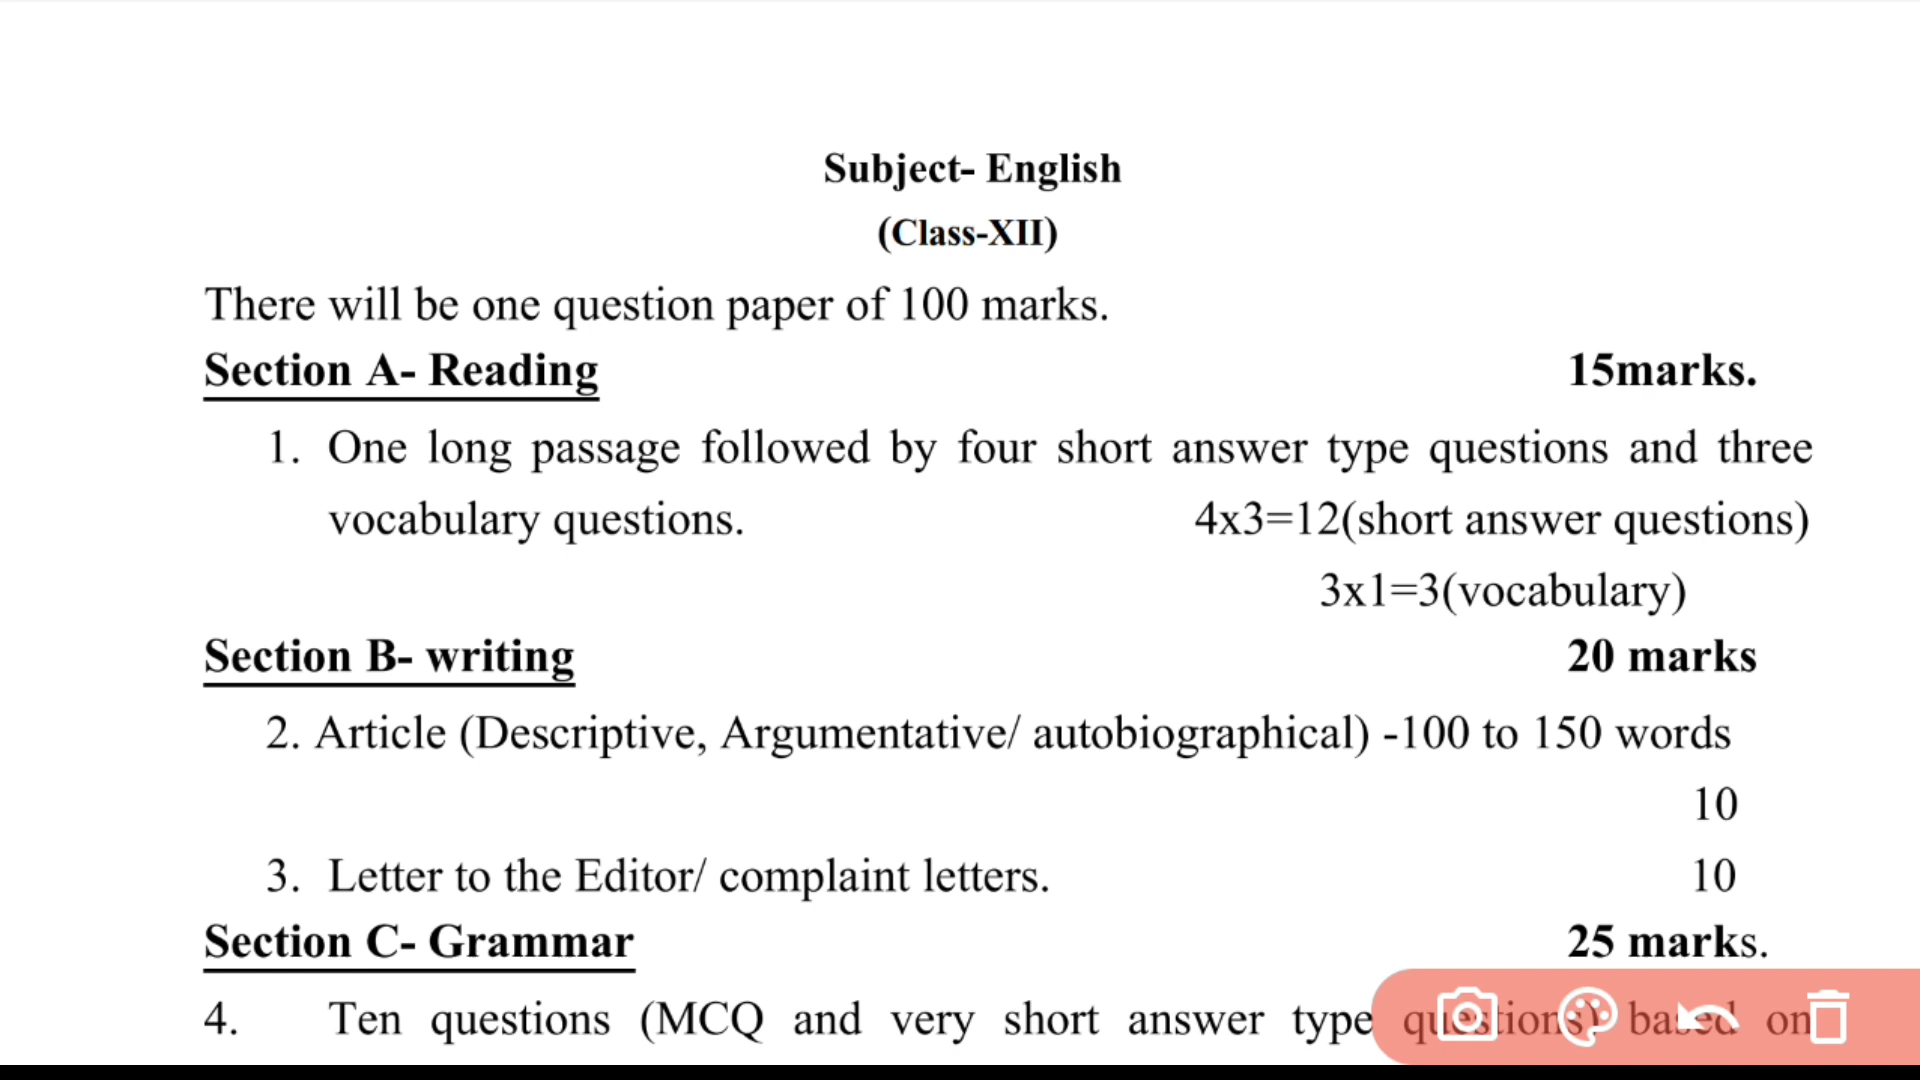 Subject- English
(Class-XII)
There will be one question paper of 100 marks.
Section A- Reading 15marks.
1. One long passage followed by four short answer type questions and three
vocabulary questions. 4x3=12(short answer questions)
3x1=3(vocabulary)
Section B- writing 20 marks
2. Article (Descriptive, Argumentative/ autobiographical) -100 to 150 words
10
3. Letter to the Editor/ complaint letters. 10
Section C- Grammar 25 marks.
4. Ten questions (MCQ and very short answer type questions) based on